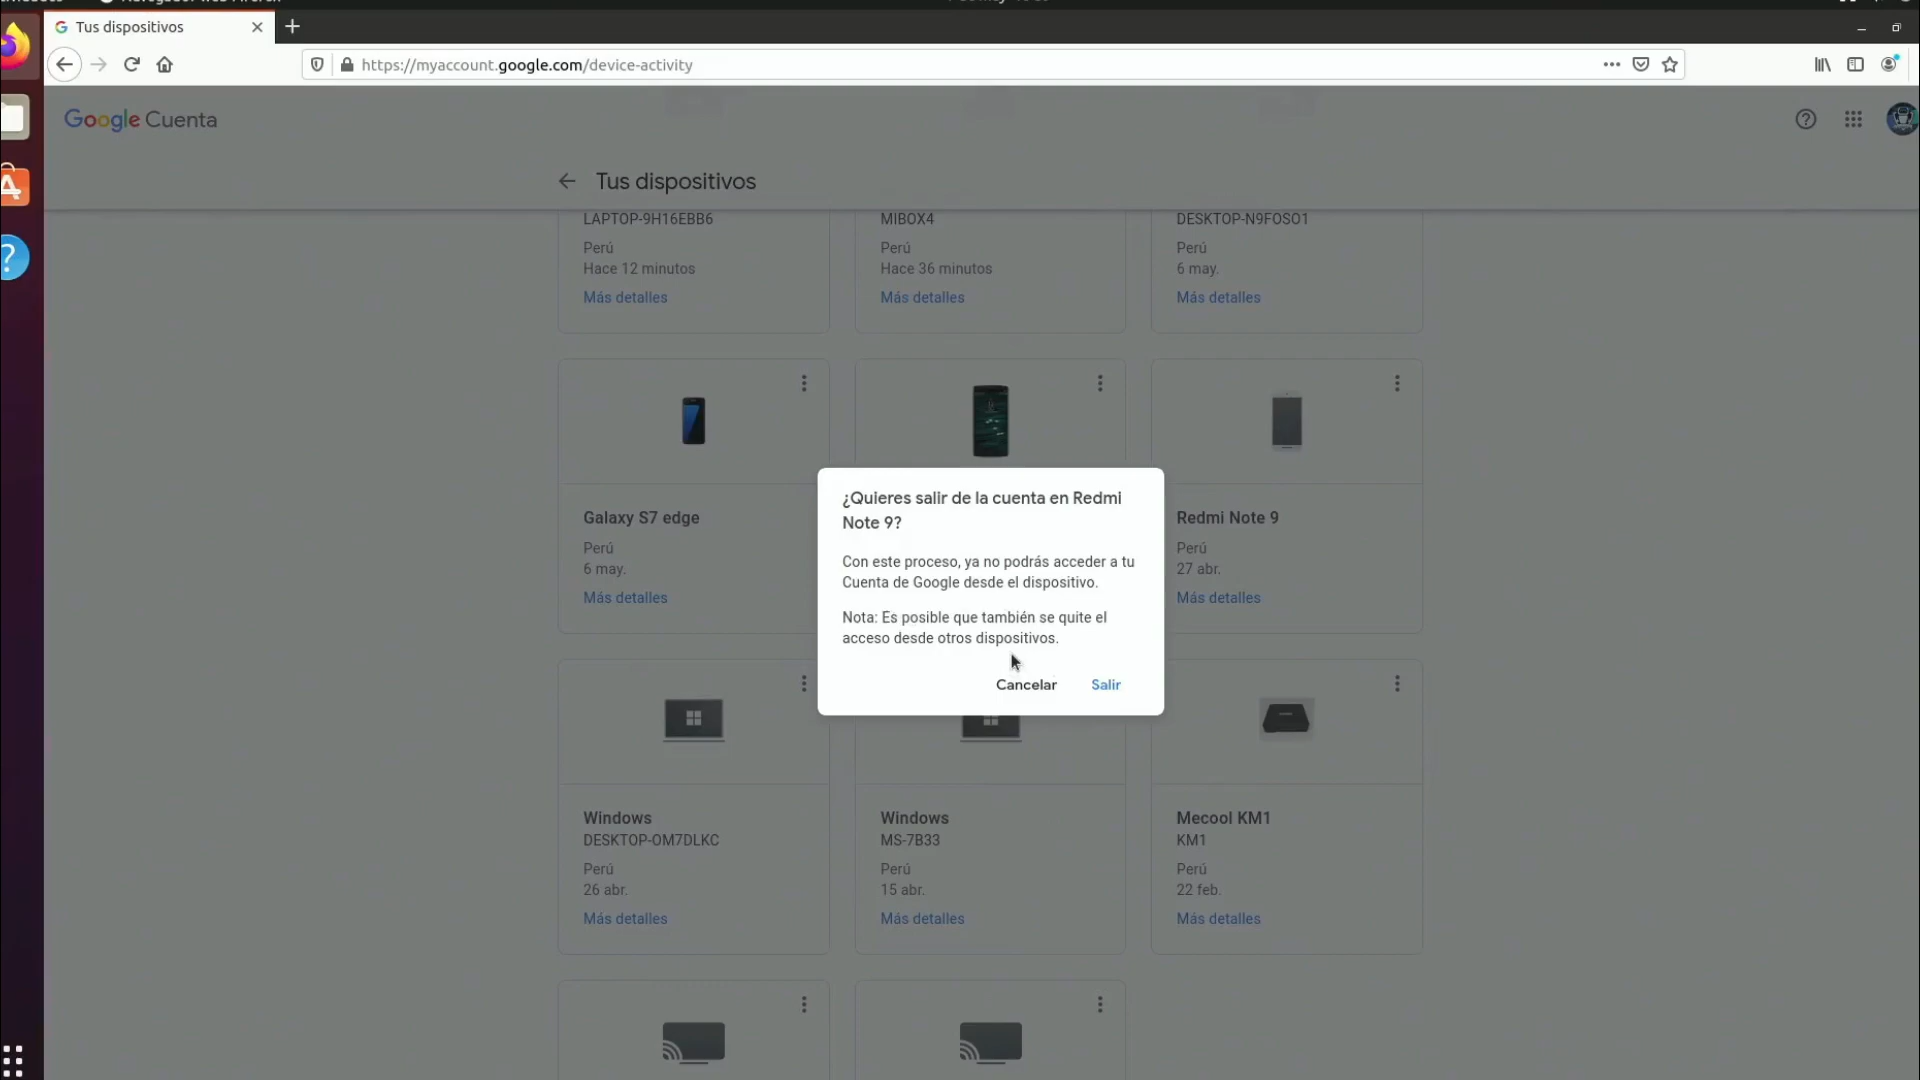 Tus dispositivos
https://myaccount.google.com/device-activity
Google Cuenta
Tus dispositivos
LAPTOP-9H16EBB6
Perú
Hace 12 minutos
Más detalles
MIBOX4
Perú
Hace 36 minutos
Más detalles
DESKTOP-N9FOSO1
Perú
6 may.
Más detalles
Galaxy S7 edge
Perú
6 may.
Más detalles
¿Quieres salir de la cuenta en Redmi
Note 9?
Con este proceso, ya no podrás acceder a tu
Cuenta de Google desde el dispositivo.
Nota: Es posible que también se quite el
acceso desde otros dispositivos.
Cancelar
Salir
Redmi Note 9
Perú
27 abr.
Más detalles
Windows
DESKTOP-OM7DLKC
Perú
26 abr.
Más detalles
Windows
MS-7B33
Perú
15 abr.
Más detalles
Mecool KM1
KM1
Perú
22 feb.
Más detalles